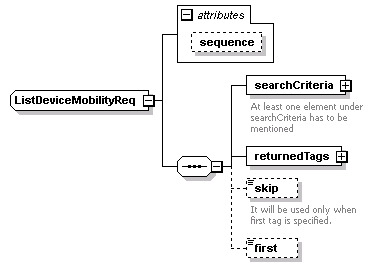 attributes
sequence
ListDeviceMobilityReq
searchCriteria
At least one element under
searchCriteria has to be
mentioned
returnedTags
skip
It will be used only when
first tag is specified.
first